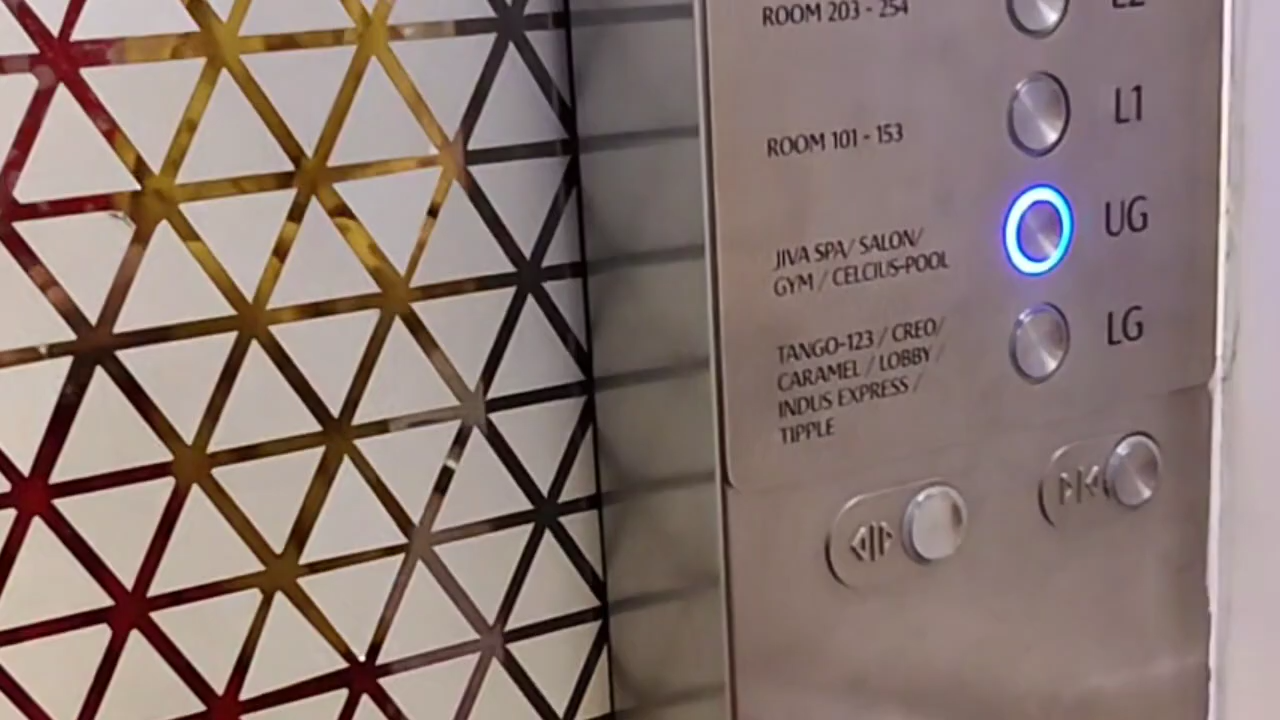 ROOM 203 - 254
L2
ROOM 101 - 153
L1
JIVA SPA/ SALON/
GYM / CELCIUS-POOL
UG
TANGO-123 / CREO/
CARAMEL / LOBBY /
INDUS EXPRESS /
TIPPLE
LG